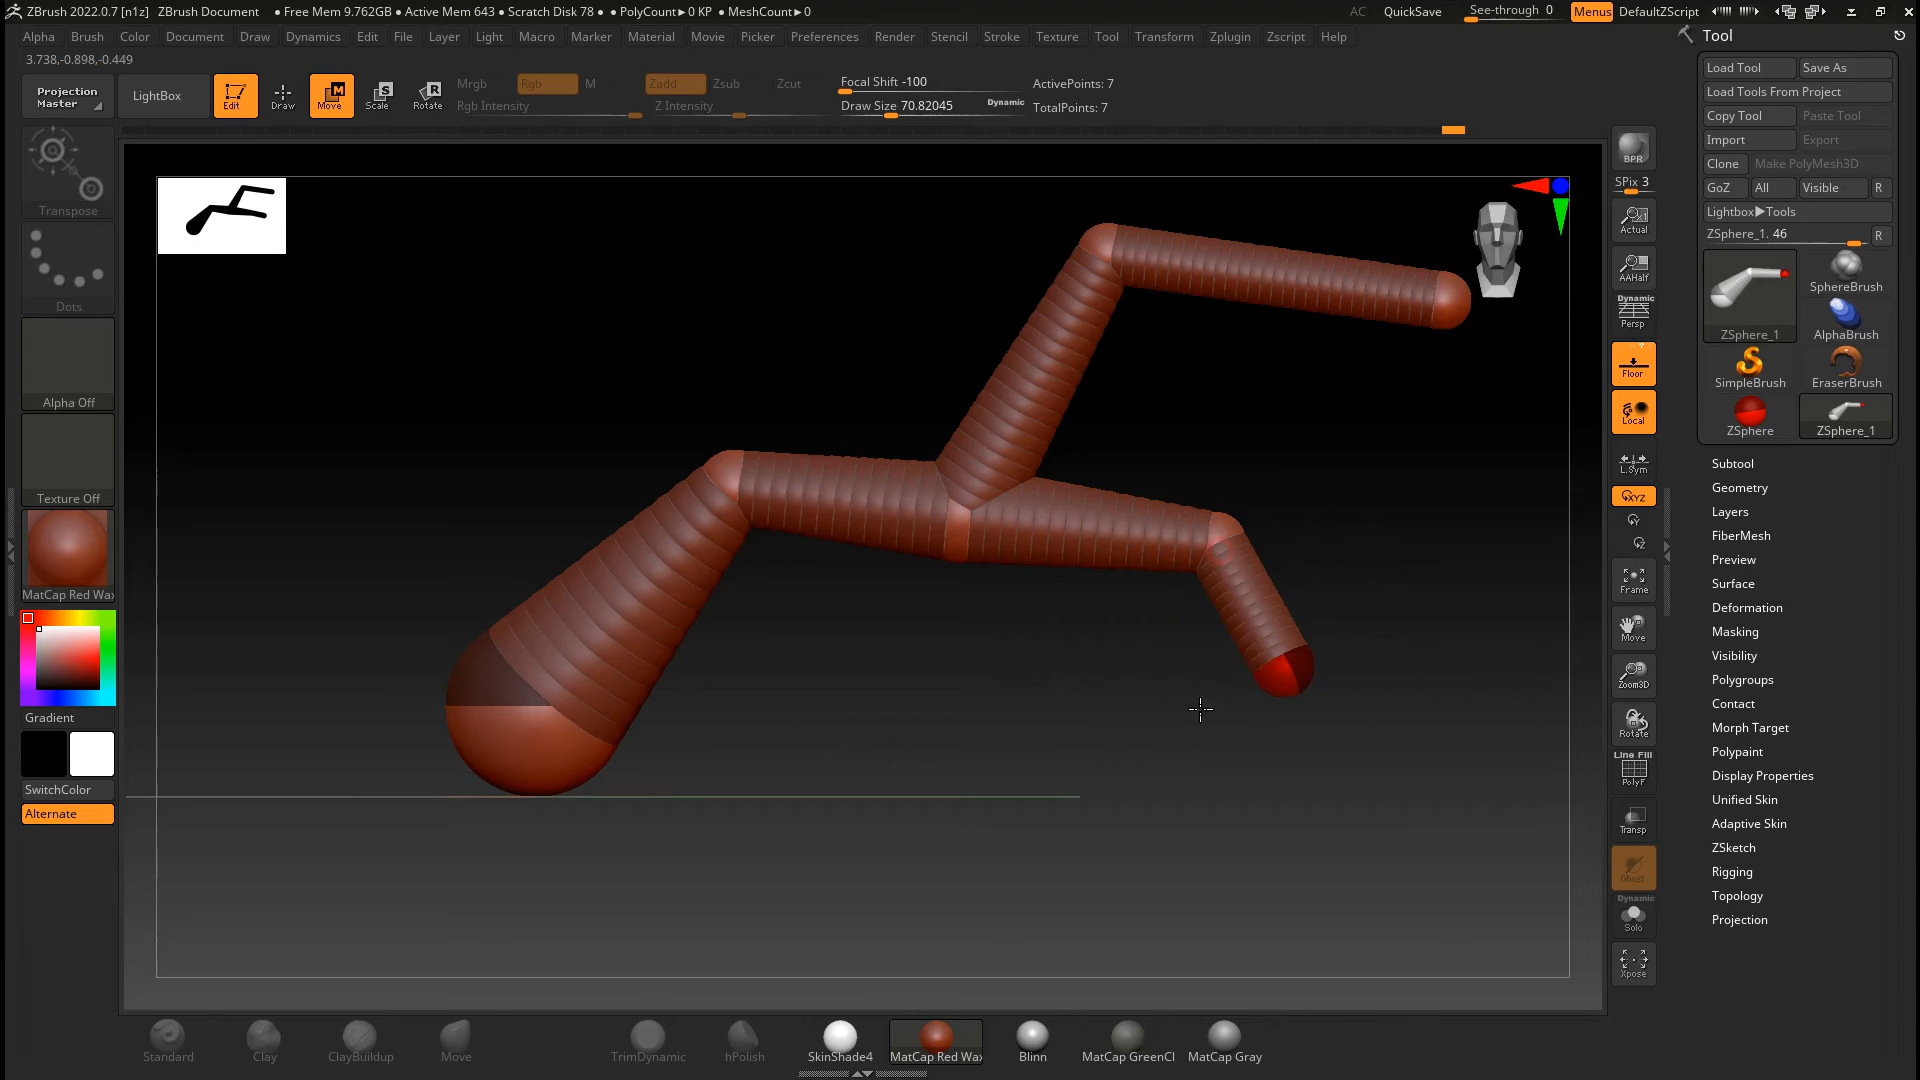 ZBrush 2022.0.7 [n1z] ZBrush Document • Free Mem 9.762GB • Active Mem 643 • Scratch Disk 78 • • PolyCount► 0 KP • MeshCount► 0 AC QuickSave See-through 0 Menus DefaultZScript
Alpha Brush Color Document Draw Dynamics Edit File Layer Light Macro Marker Material Movie Picker Preferences Render Stencil Stroke Texture Tool Transform Zplugin Zscript Help
3.738,-0.898,-0.449
Projection Master
LightBox
Edit
Draw
Move
Scale
Rotate
Mrgb Rgb M
Rgb Intensity
Zadd Zsub Zcut
Z Intensity
Focal Shift -100
Draw Size 70.82045
Dynamic
ActivePoints: 7
TotalPoints: 7
Transpose
Dots
Alpha Off
Texture Off
MatCap Red Wax
Gradient
SwitchColor
Alternate
BPR
SPix 3
Actual
AAHalf
Dynamic
Persp
Floor
Local
L.Sym
XYZ
Y
Z
Frame
Move
Zoom3D
Rotate
Line Fill
PolyF
Transp
Ghost
Dynamic
Solo
Xpose
Tool
Load Tool Save As
Load Tools From Project
Copy Tool Paste Tool
Import Export
Clone Make PolyMesh3D
GoZ All Visible R
Lightbox▶Tools
ZSphere_1. 46 R
ZSphere_1
SphereBrush
AlphaBrush
SimpleBrush
EraserBrush
ZSphere
ZSphere_1
Subtool
Geometry
Layers
FiberMesh
Preview
Surface
Deformation
Masking
Visibility
Polygroups
Contact
Morph Target
Polypaint
Display Properties
Unified Skin
Adaptive Skin
ZSketch
Rigging
Topology
Projection
Standard Clay ClayBuildup Move TrimDynamic hPolish SkinShade4 MatCap Red Wax Blinn MatCap GreenCl MatCap Gray